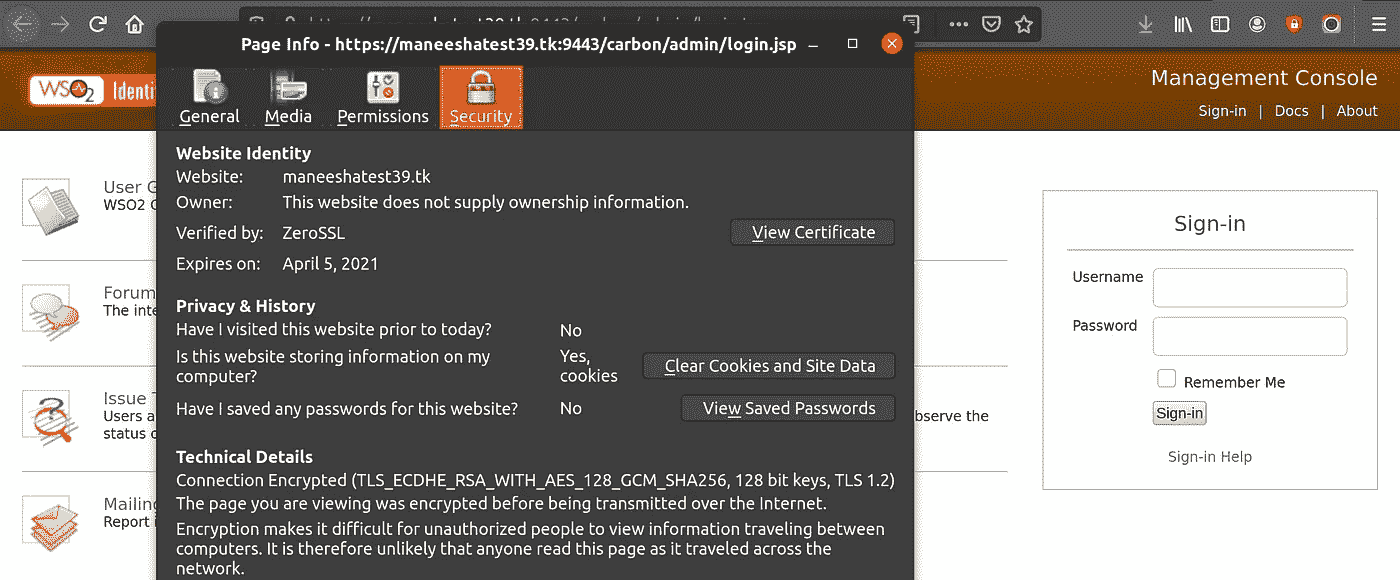 Page Info - https://maneeshatest39.tk:9443/carbon/admin/login.jsp
WSO2 Identi
Management Console
Sign-in | Docs | About
General Media Permissions Security
Website Identity
Website: maneeshatest39.tk
Owner: This website does not supply ownership information.
Verified by: ZeroSSL
View Certificate
Expires on: April 5, 2021
Privacy & History
Have I visited this website prior to today? No
Is this website storing information on my
computer?
Yes,
cookies
Clear Cookies and Site Data
Have I saved any passwords for this website? No
View Saved Passwords
Technical Details
Connection Encrypted (TLS_ECDHE_RSA_WITH_AES_128_GCM_SHA256, 128 bit keys, TLS 1.2)
The page you are viewing was encrypted before being transmitted over the Internet.
Encryption makes it difficult for unauthorized people to view information traveling between
computers. It is therefore unlikely that anyone read this page as it traveled across the
network.
User G
WSO2
Forum
The inte
Issue
Users a
status
bserve the
Mailing
Report
Sign-in
Username
Password
Remember Me
Sign-in
Sign-in Help